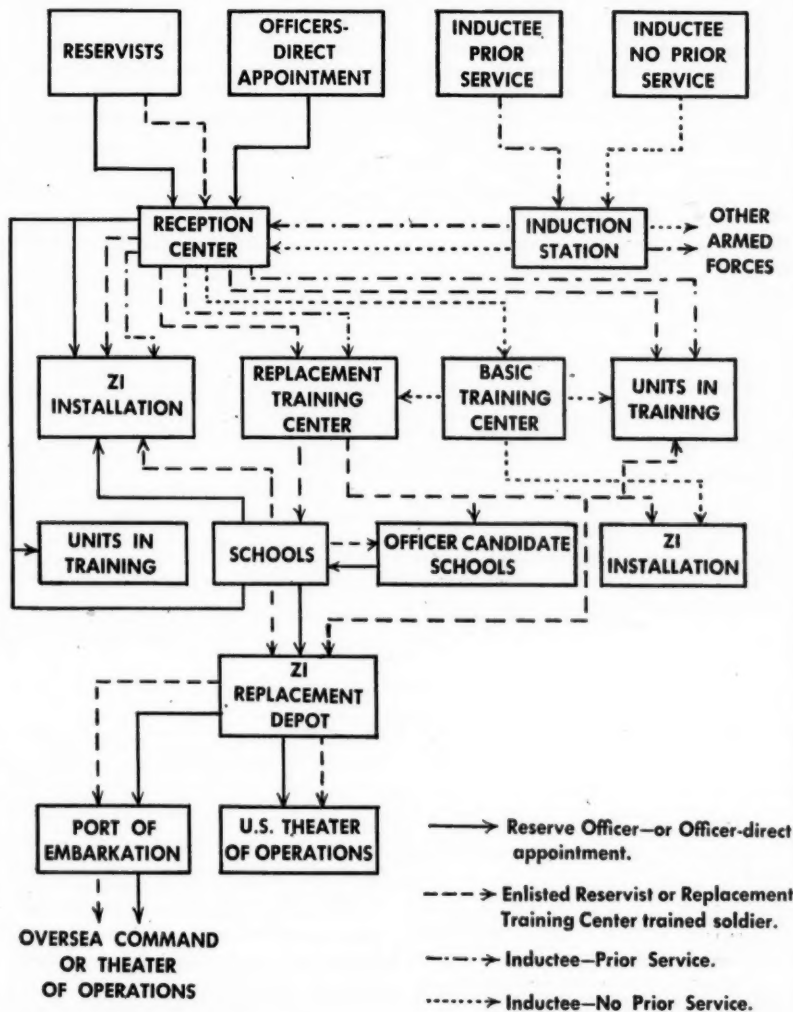 RESERVISTS
OFFICERS-
DIRECT
APPOINTMENT
INDUCTEE
PRIOR
SERVICE
INDUCTEE
NO PRIOR
SERVICE
RECEPTION
CENTER
INDUCTION
STATION
OTHER
ARMED
FORCES
ZI
INSTALLATION
REPLACEMENT
TRAINING
CENTER
BASIC
TRAINING
CENTER
UNITS IN
TRAINING
UNITS IN
TRAINING
SCHOOLS
OFFICER CANDIDATE
SCHOOLS
ZI
INSTALLATION
ZI
REPLACEMENT
DEPOT
PORT OF
EMBARKATION
U.S. THEATER
OF OPERATIONS
OVERSEA COMMAND
OR THEATER
OF OPERATIONS
Reserve Officer—or Officer-direct
appointment.
Enlisted Reservist or Replacement
Training Center trained soldier.
Inductee—Prior Service.
Inductee—No Prior Service.